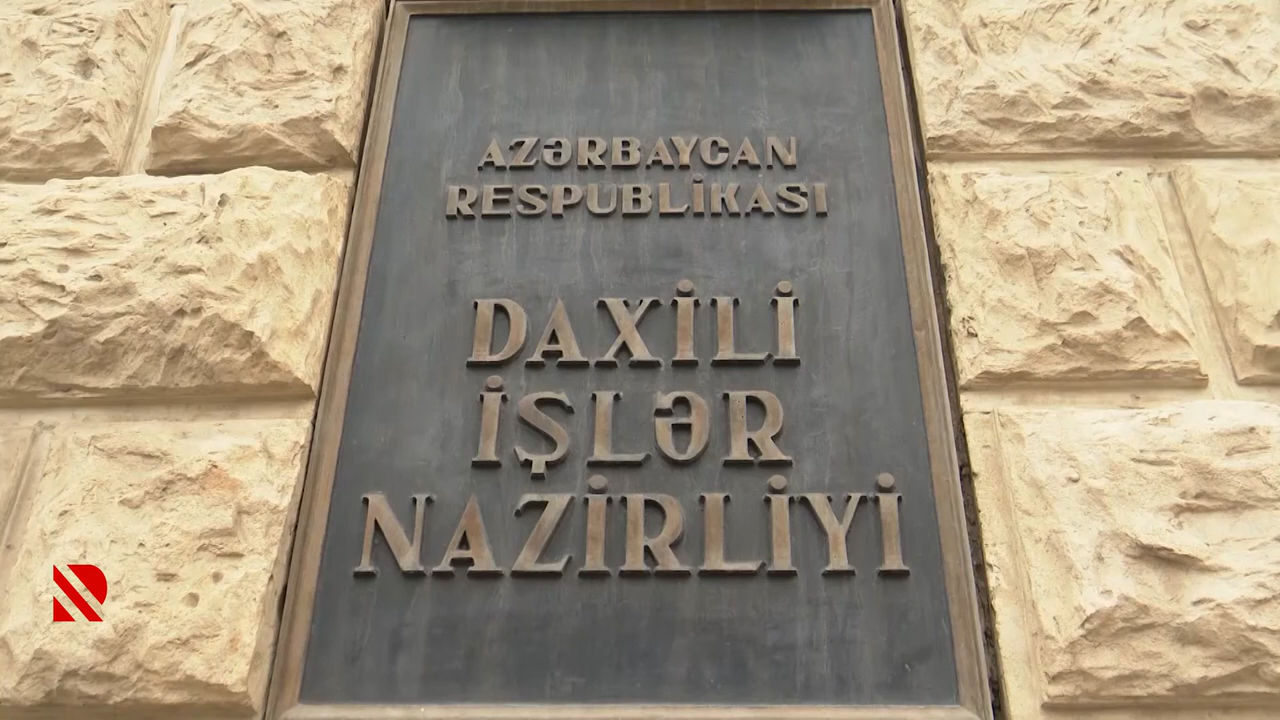 AZƏRBAYCAN
RESPUBLİKASI
DAXİLİ
İŞLƏR
NAZİRLİYİ